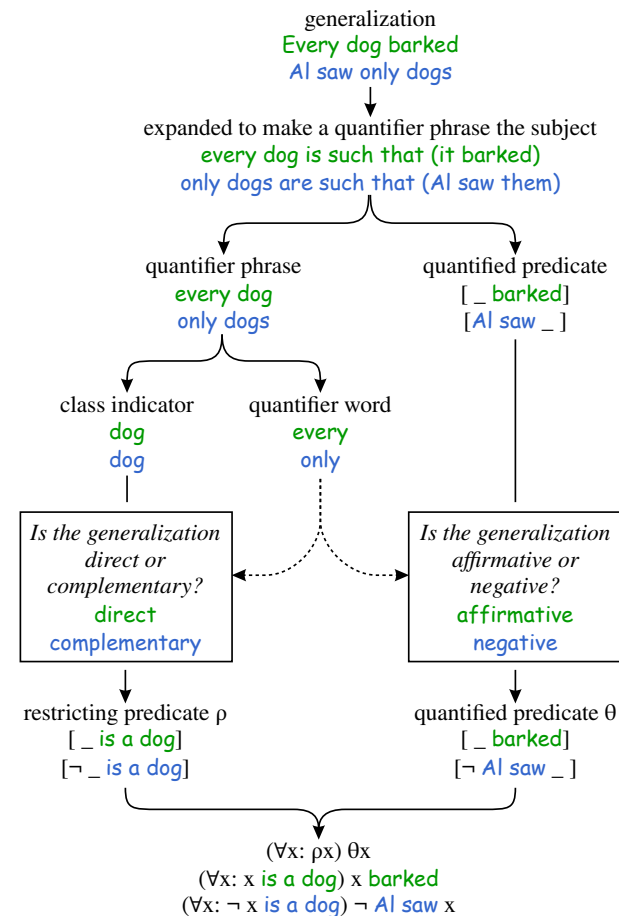 generalization
Every dog barked
Al saw only dogs
expanded to make a quantifier phrase the subject
every dog is such that (it barked)
only dogs are such that (Al saw them)
quantifier phrase
every dog
only dogs
quantified predicate
[ _ barked]
[Al saw _ ]
class indicator
dog
dog
quantifier word
every
only
Is the generalization
direct or
complementary?
direct
complementary
Is the generalization
affirmative or
negative?
affirmative
negative
restricting predicate ρ
[ _ is a dog]
[¬ _ is a dog]
quantified predicate θ
[ _ barked]
[¬ Al saw _ ]
(∀x: ρx) θx
(∀x: x is a dog) x barked
(∀x: ¬ x is a dog) ¬ Al saw x